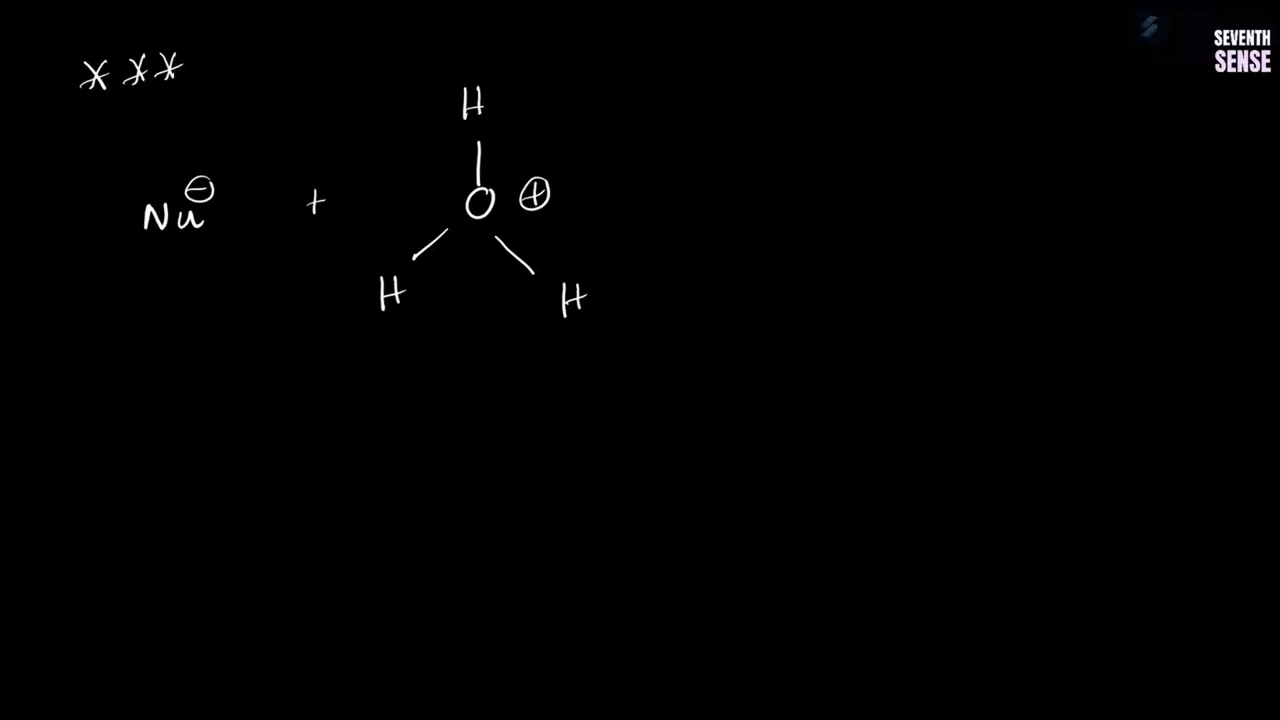 ***
SEVENTH
SENSE
H
Nu⊖ + O ⊕
H H